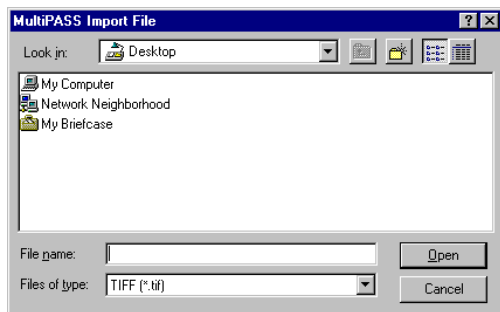 MultiPASS Import File
Look in: Desktop
My Computer
Network Neighborhood
My Briefcase
File name: Open
Files of type: TIFF (*.tif) Cancel